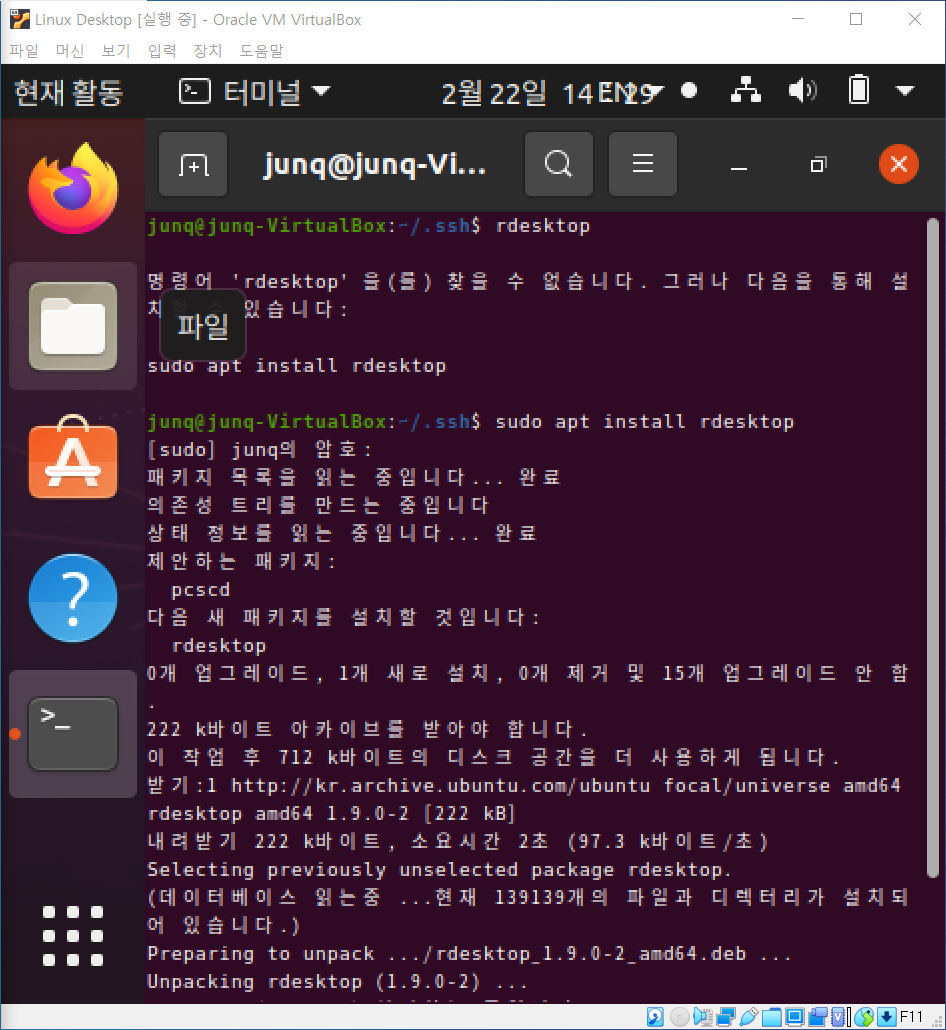 Linux Desktop [실행 중] - Oracle VM VirtualBox
파일 머신 보기 입력 장치 도움말
현재 활동 터미널 2월 22일 14 EN 29
junq@junq-Vi...
junq@junq-VirtualBox:~/.ssh$ rdesktop
명령어 'rdesktop' 을(를) 찾을 수 없습니다. 그러나 다음을 통해 설
치 있습니다:
파일
sudo apt install rdesktop
junq@junq-VirtualBox:~/.ssh$ sudo apt install rdesktop
[sudo] junq의 암호:
패키지 목록을 읽는 중입니다... 완료
의존성 트리를 만드는 중입니다
상태 정보를 읽는 중입니다... 완료
제안하는 패키지:
pcscd
다음 새 패키지를 설치할 것입니다:
rdesktop
0개 업그레이드, 1개 새로 설치, 0개 제거 및 15개 업그레이드 안 함
.
222 k바이트 아카이브를 받아야 합니다.
이 작업 후 712 k바이트의 디스크 공간을 더 사용하게 됩니다.
받기:1 http://kr.archive.ubuntu.com/ubuntu focal/universe amd64
rdesktop amd64 1.9.0-2 [222 kB]
내려받기 222 k바이트, 소요시간 2초 (97.3 k바이트/초)
Selecting previously unselected package rdesktop.
(데이터베이스 읽는중 ...현재 139139개의 파일과 디렉터리가 설치되
어 있습니다.)
Preparing to unpack .../rdesktop_1.9.0-2_amd64.deb ...
Unpacking rdesktop (1.9.0-2) ...
F11